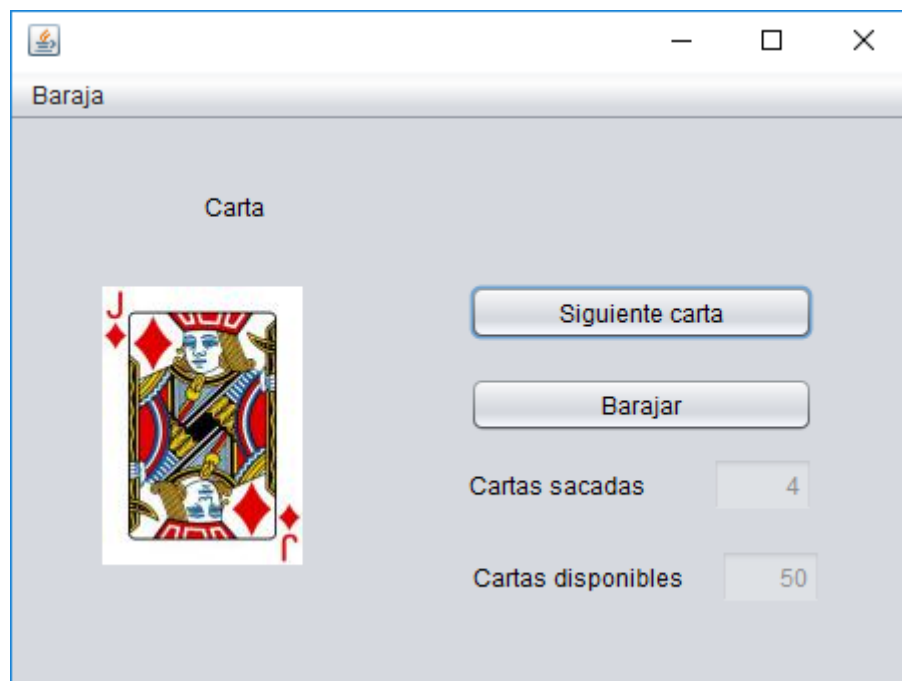 Baraja
Carta
J
Siguiente carta
Barajar
Cartas sacadas 4
Cartas disponibles 50
J